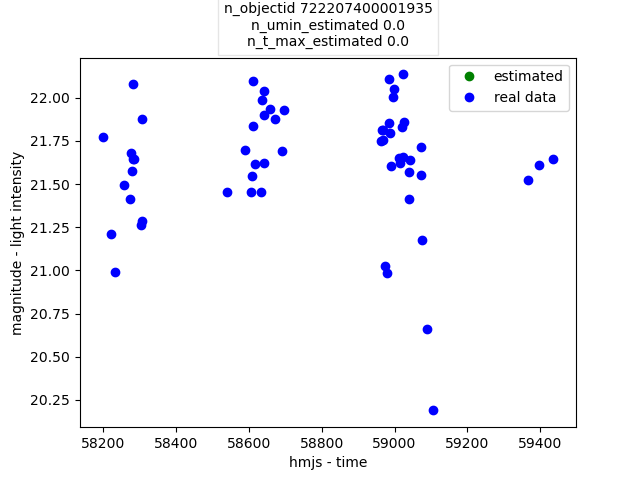 n_objectid 722207400001935
n_umin_estimated 0.0
n_t_max_estimated 0.0
estimated
real data
magnitude - light intensity
22.00
21.75
21.50
21.25
21.00
20.75
20.50
20.25
58200 58400 58600 58800 59000 59200 59400
hmjs - time